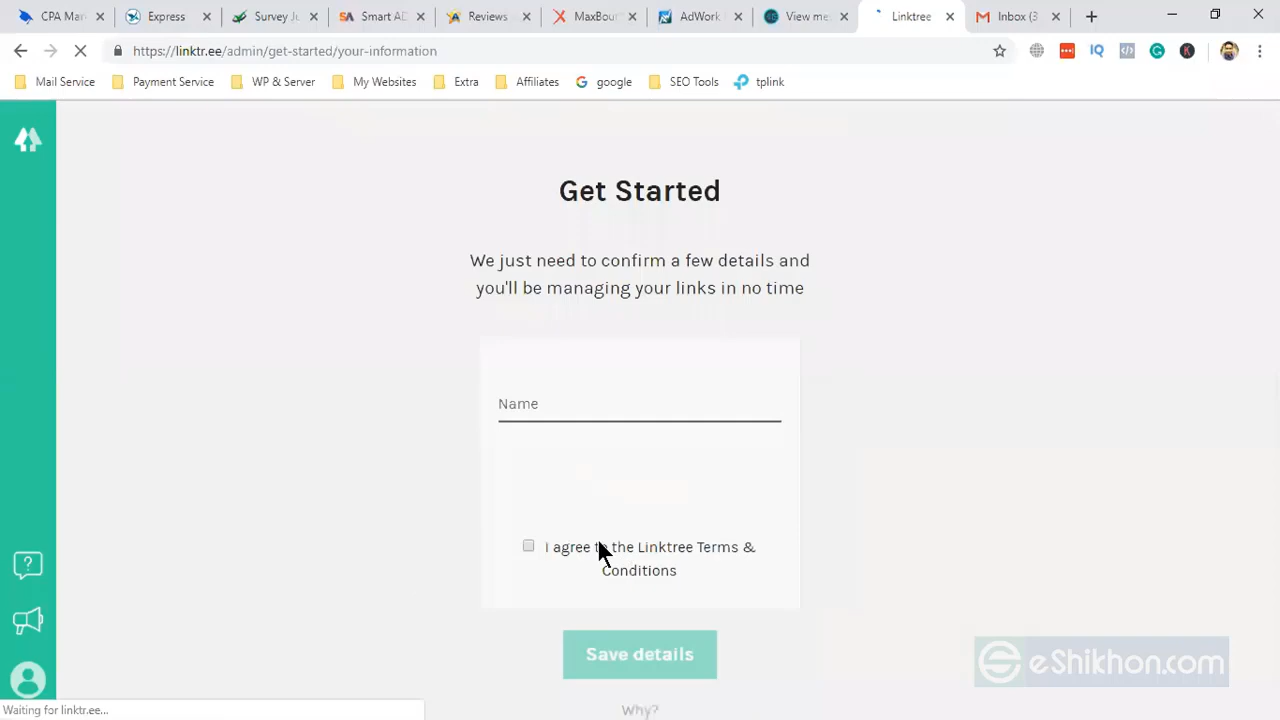 CPA Ma
Express
Survey Ju
Smart AD
Reviews
MaxBour
AdWork
View me
Linktree
Inbox (3
https://linktr.ee/admin/get-started/your-information
Mail Service
Payment Service
WP & Server
My Websites
Extra
Affiliates
google
SEO Tools
tplink
Get Started
We just need to confirm a few details and
you'll be managing your links in no time
Name
I agree to the Linktree Terms &
Conditions
Save details
Why?
eShikhon.com
Waiting for linktr.ee...